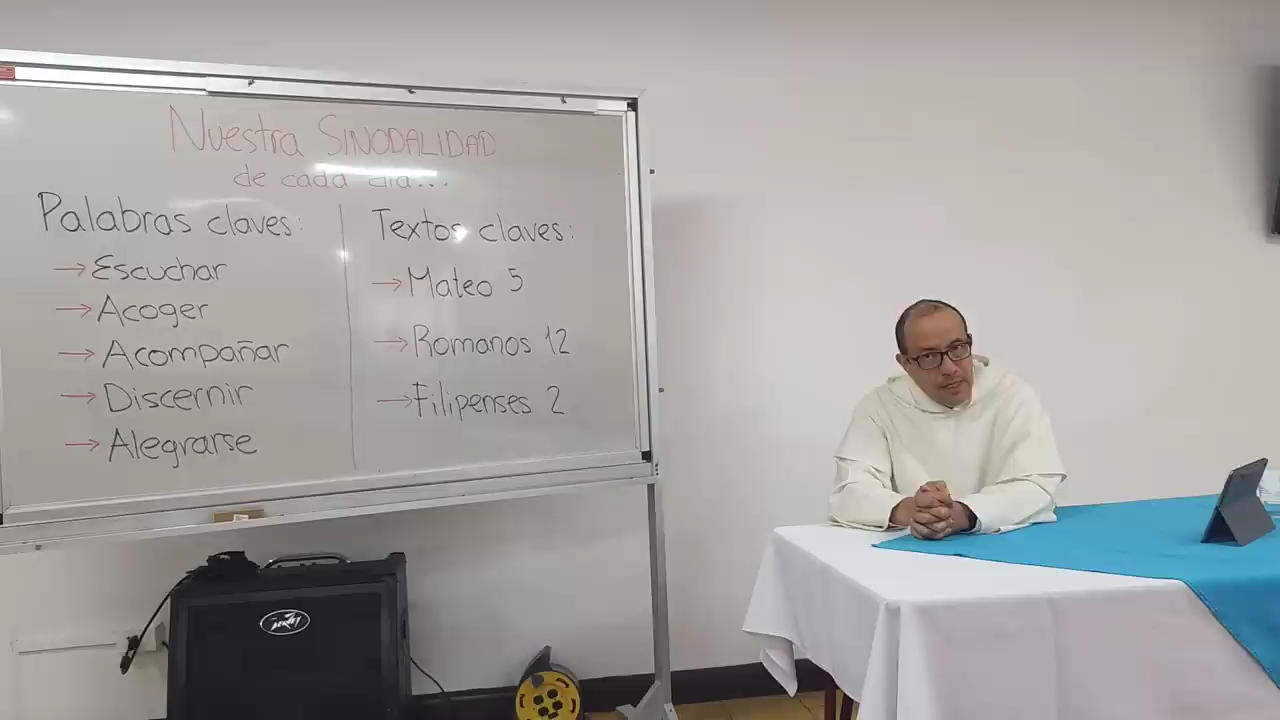 Nuestra SINODALIDAD
de cada día...
Palabras claves:
→ Escuchar
→ Acoger
→ Acompañar
→ Discernir
→ Alegrarse
Textos claves:
→ Mateo 5
→ Romanos 12
→ Filipenses 2
PEAVEY